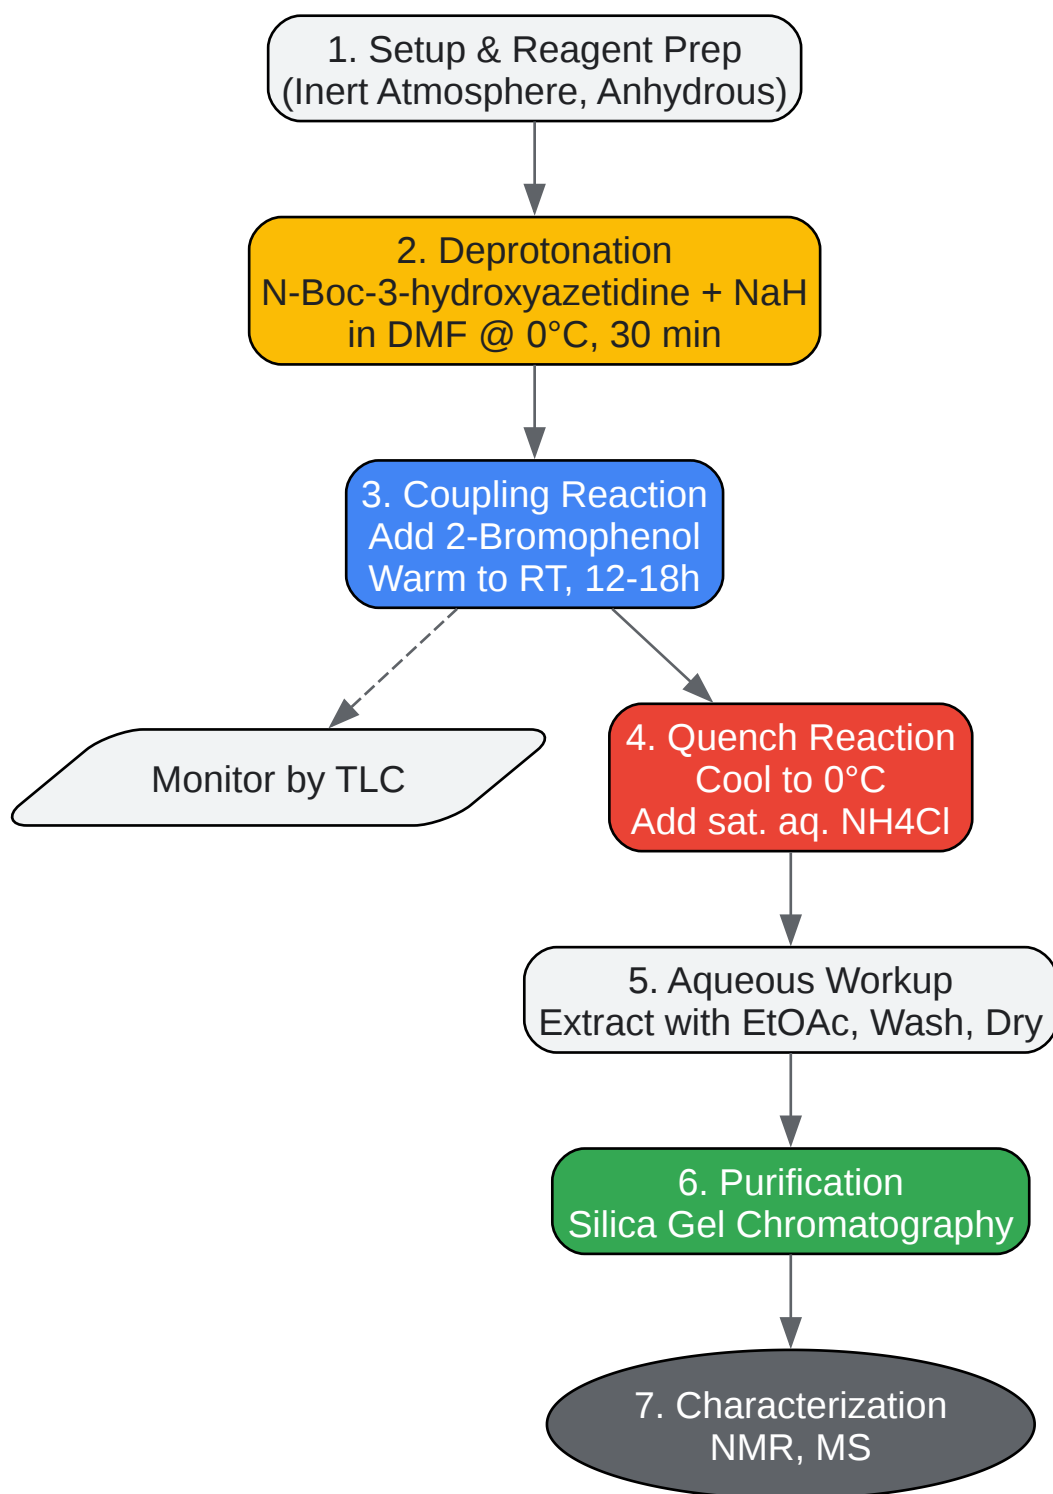 1. Setup & Reagent Prep
(Inert Atmosphere, Anhydrous)
2. Deprotonation
N-Boc-3-hydroxyazetidine + NaH
in DMF @ 0°C, 30 min
3. Coupling Reaction
Add 2-Bromophenol
Warm to RT, 12-18h
Monitor by TLC
4. Quench Reaction
Cool to 0°C
Add sat. aq. NH4Cl
5. Aqueous Workup
Extract with EtOAc, Wash, Dry
6. Purification
Silica Gel Chromatography
7. Characterization
NMR, MS